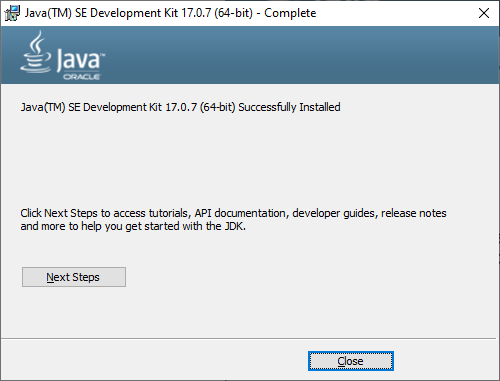 Java(TM) SE Development Kit 17.0.7 (64-bit) - Complete
Java™
ORACLE
Java(TM) SE Development Kit 17.0.7 (64-bit) Successfully Installed
Click Next Steps to access tutorials, API documentation, developer guides, release notes
and more to help you get started with the JDK.
Next Steps
Close